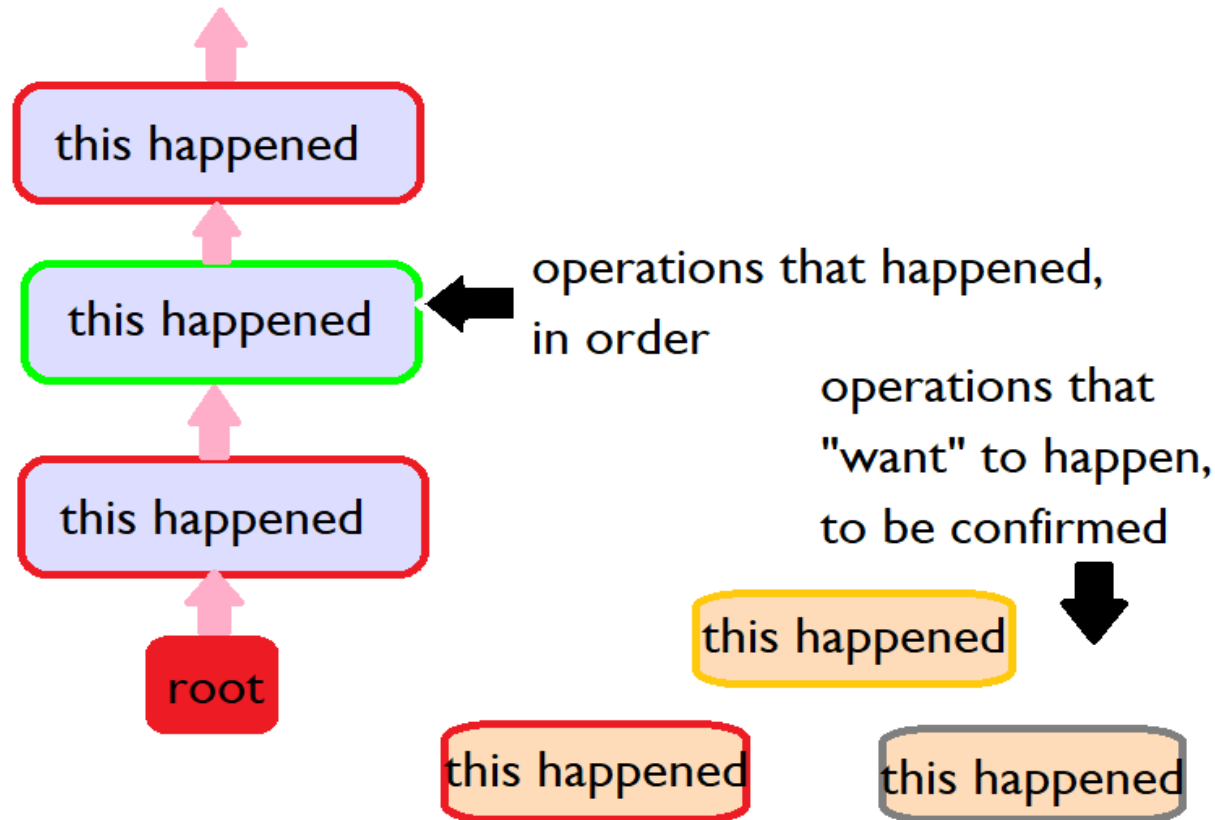 this happened
this happened
operations that happened,
in order
operations that
"want" to happen,
to be confirmed
this happened
root
this happened
this happened
this happened